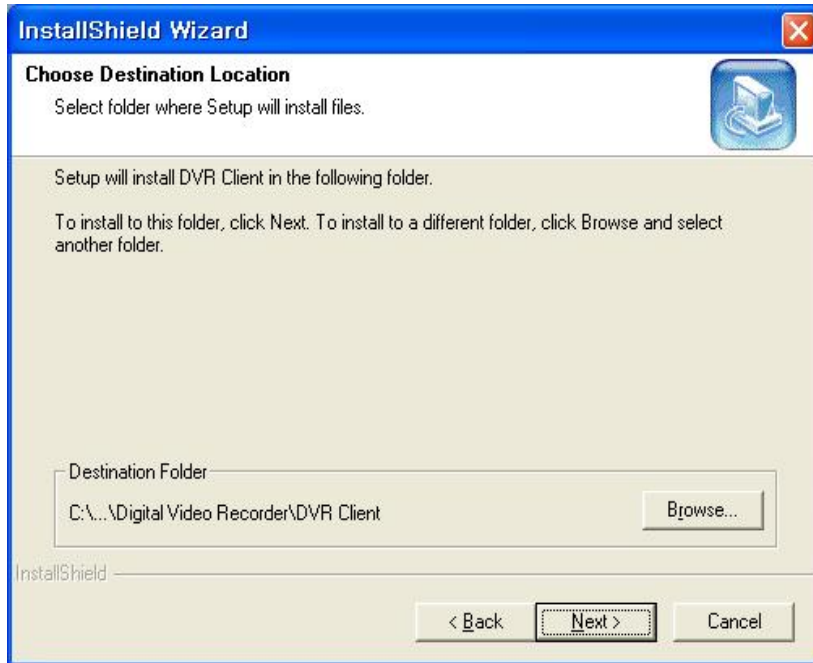 InstallShield Wizard
Choose Destination Location
Select folder where Setup will install files.
Setup will install DVR Client in the following folder.
To install to this folder, click Next. To install to a different folder, click Browse and select
another folder.
Destination Folder
C:\...\Digital Video Recorder\DVR Client
Browse...
InstallShield
< Back
Next >
Cancel